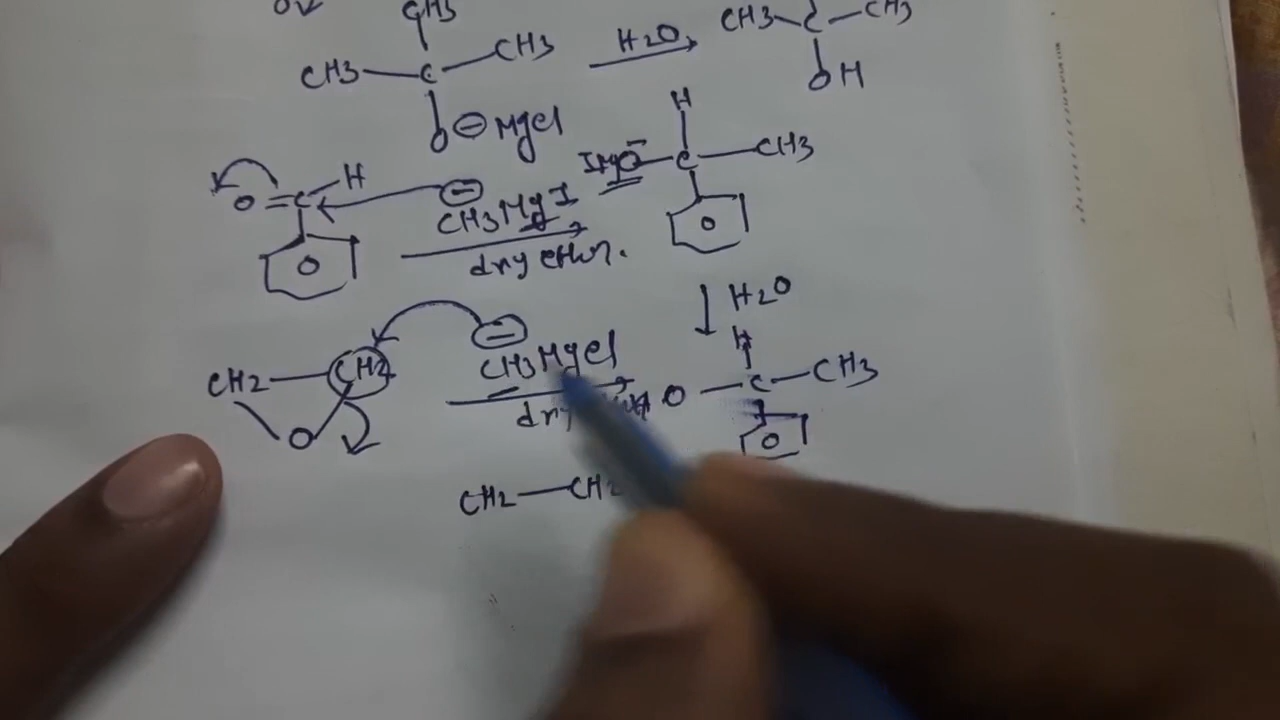 CH3
CH3 C CH3 H2O CH3 C CH3
O⊖MgCl OH
H
O=C H ⊖ IMgO⁻ C CH3
CH3MgI
dry ether.
H2O
⊖ H
CH2 CH2 CH3MgCl O C CH3
O dry
CH2 CH2